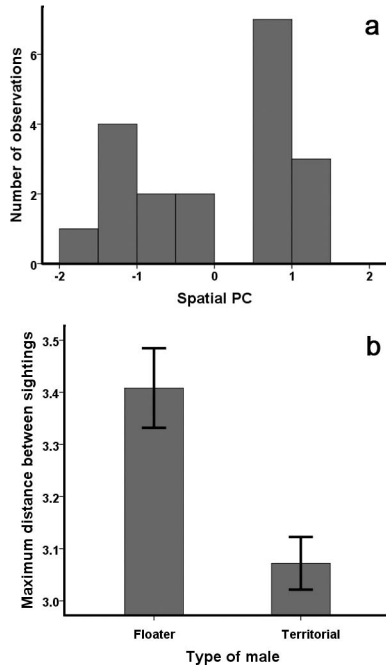 a
Number of observations
6
4
2
0
-2 -1 0 1 2
Spatial PC
b
Maximum distance between sightings
3.5
3.4
3.3
3.2
3.1
3.0
Floater Territorial
Type of male